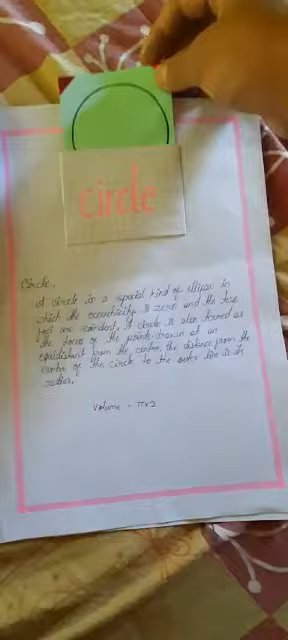 Circle
Circle.
A circle is a special kind of ellipse in
which the eccentricity is zero and the two
foci are coincident. A circle is also termed as
the locus of the points drawn at an
equidistant from the centre, the distance from the
centre of the circle to the outer line is its
radius.
Volume - πr2